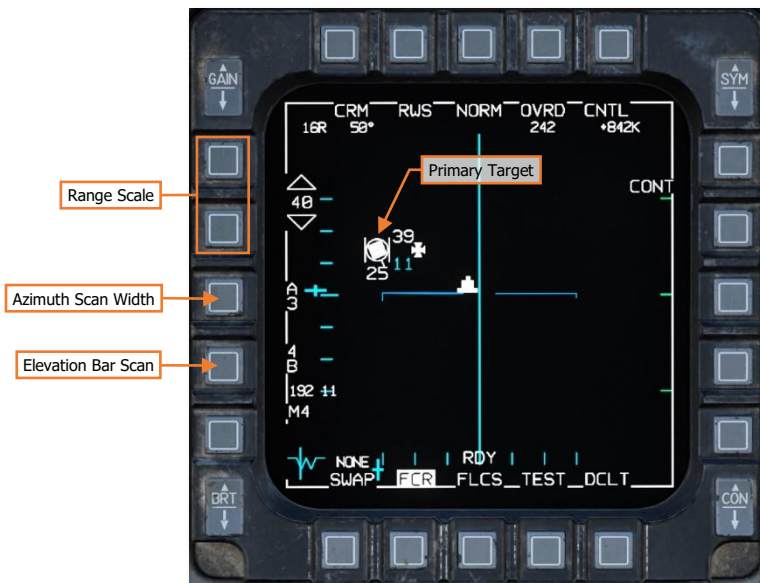 GAIN
SYM
CRM RWS NORM OVRD CNTL
16R 50° 242 +842K
Primary Target
Range Scale
CONT
40
39
11
25
Azimuth Scan Width
A
3
Elevation Bar Scan
4
B
192 11
M4
NONE RDY
SWAP FCR FLCS TEST DCLT
BRT
CON